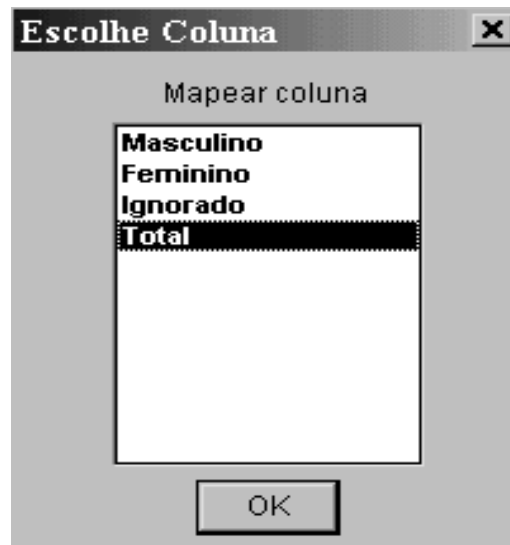 Escolhe Coluna
Mapear coluna
Masculino
Feminino
Ignorado
Total
OK